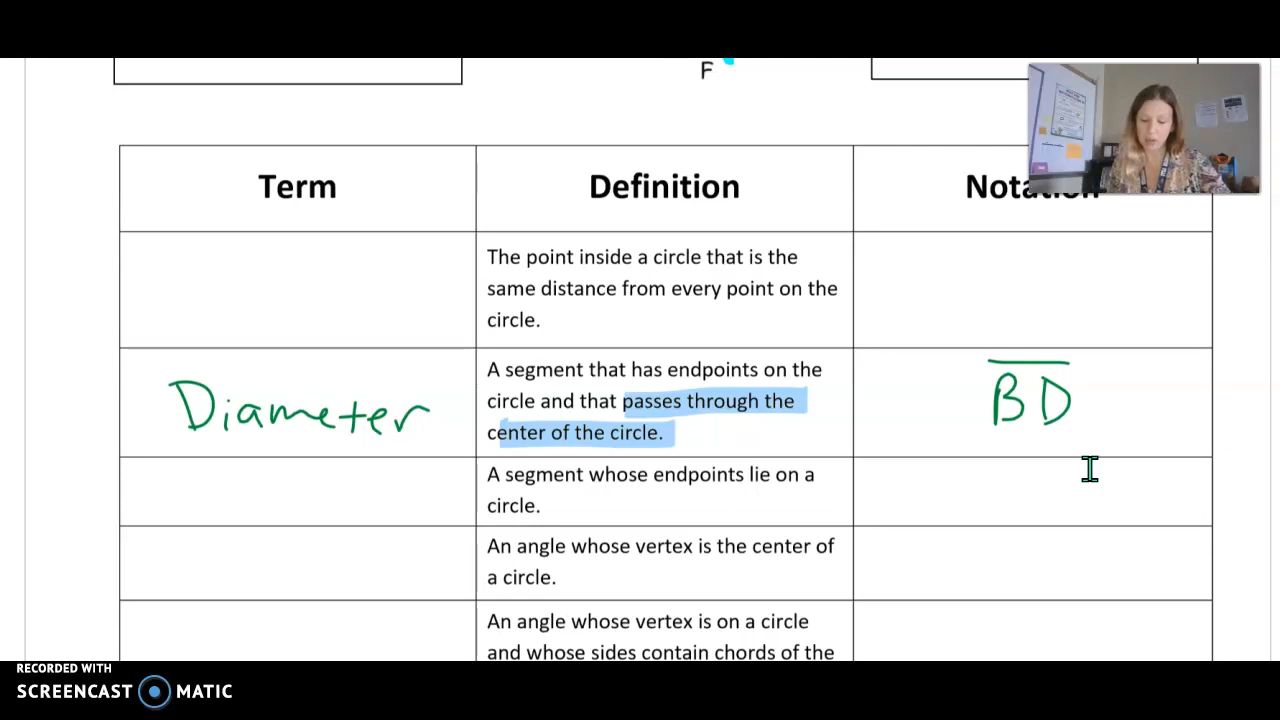 F
Term
Definition
Notation
The point inside a circle that is the
same distance from every point on the
circle.
Diameter
A segment that has endpoints on the
circle and that passes through the
center of the circle.
BD
A segment whose endpoints lie on a
circle.
An angle whose vertex is the center of
a circle.
An angle whose vertex is on a circle
and whose sides contain chords of the
RECORDED WITH
SCREENCAST MATIC